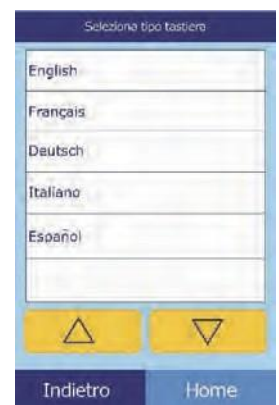 Seleziona tipo tastiera
English
Français
Deutsch
Italiano
Español
Indietro Home